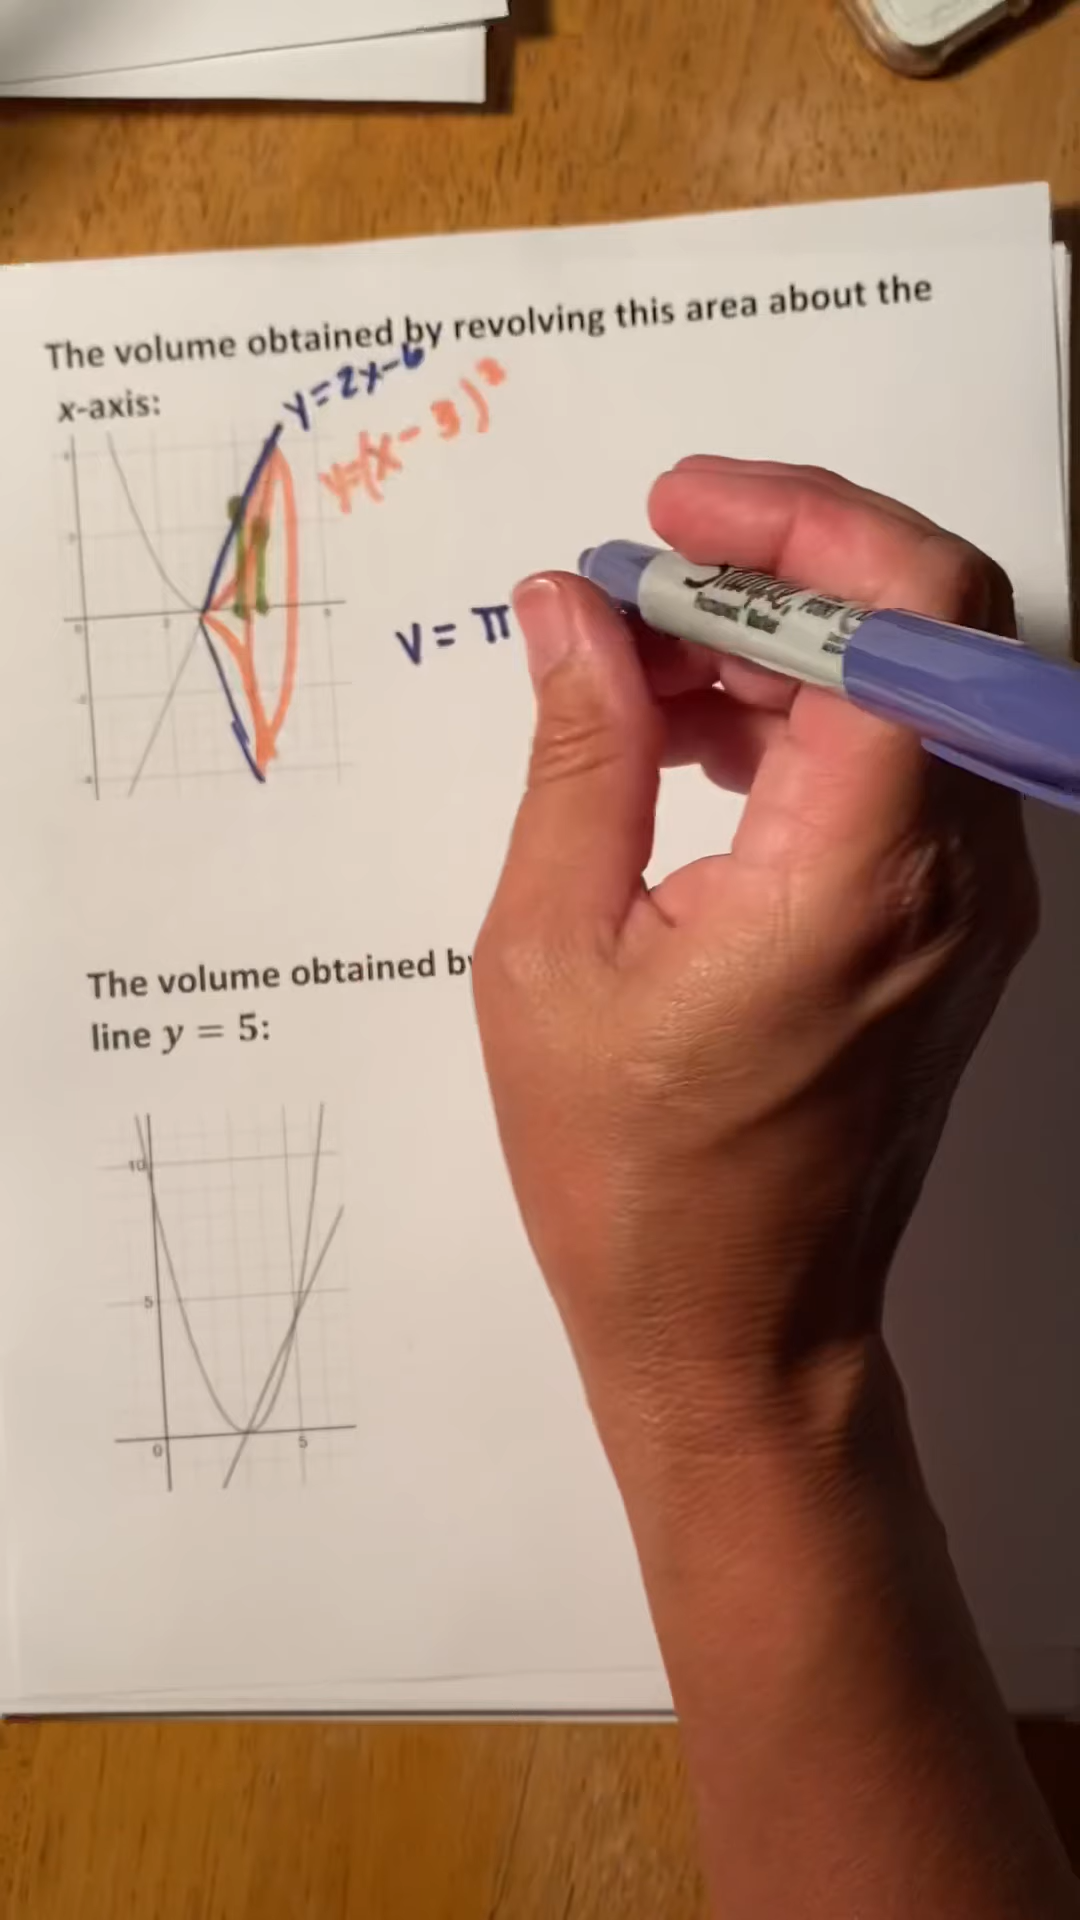 The volume obtained by revolving this area about the
x-axis:
y=2x-6
y=(x-3)²
V = π
Sharpie
The volume obtained
line y = 5:
10
5
0
5